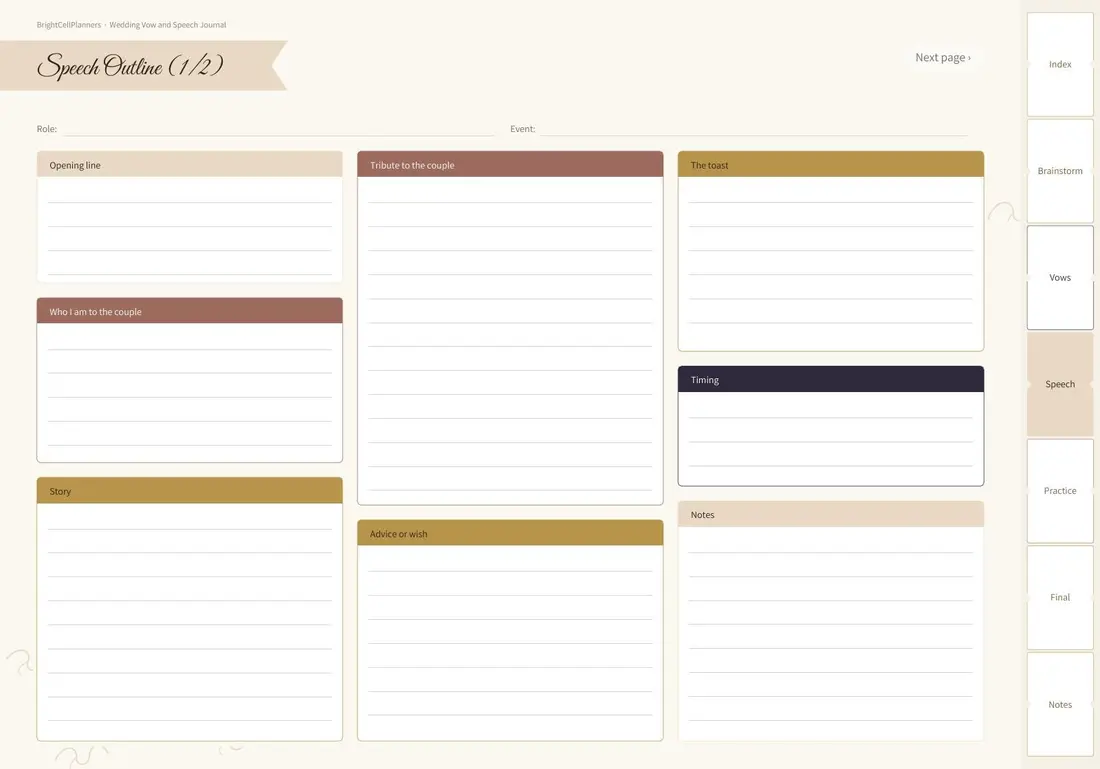 BrightCellPlanners · Wedding Vow and Speech Journal
Speech Outline (1/2)
Next page ›
Role:
Event:
Opening line
Who I am to the couple
Story
Tribute to the couple
Advice or wish
The toast
Timing
Notes
Index
Brainstorm
Vows
Speech
Practice
Final
Notes